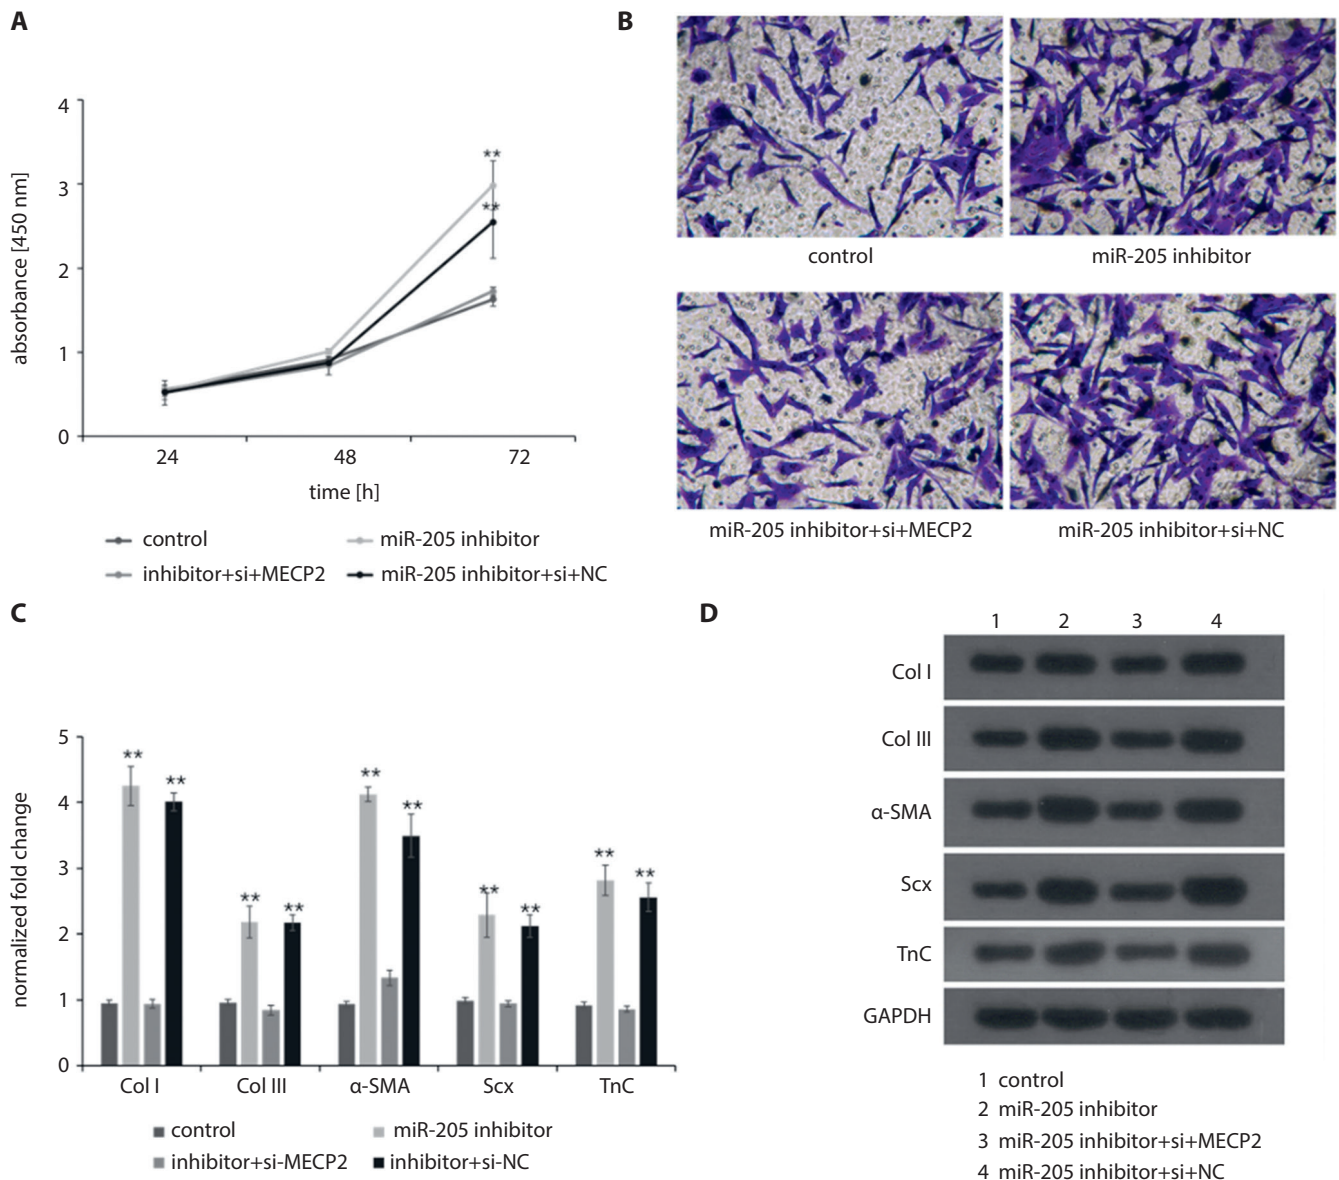 A
absorbance [450 nm]
4
3
2
1
0
**
**
24 48 72
time [h]
control miR-205 inhibitor
inhibitor+si+MECP2 miR-205 inhibitor+si+NC
B
control miR-205 inhibitor
miR-205 inhibitor+si+MECP2 miR-205 inhibitor+si+NC
C
normalized fold change
5
4
3
2
1
0
** ** ** ** ** ** ** ** ** **
Col I Col III α-SMA Scx TnC
control miR-205 inhibitor
inhibitor+si-MECP2 inhibitor+si-NC
D
1 2 3 4
Col I
Col III
α-SMA
Scx
TnC
GAPDH
1 control
2 miR-205 inhibitor
3 miR-205 inhibitor+si+MECP2
4 miR-205 inhibitor+si+NC